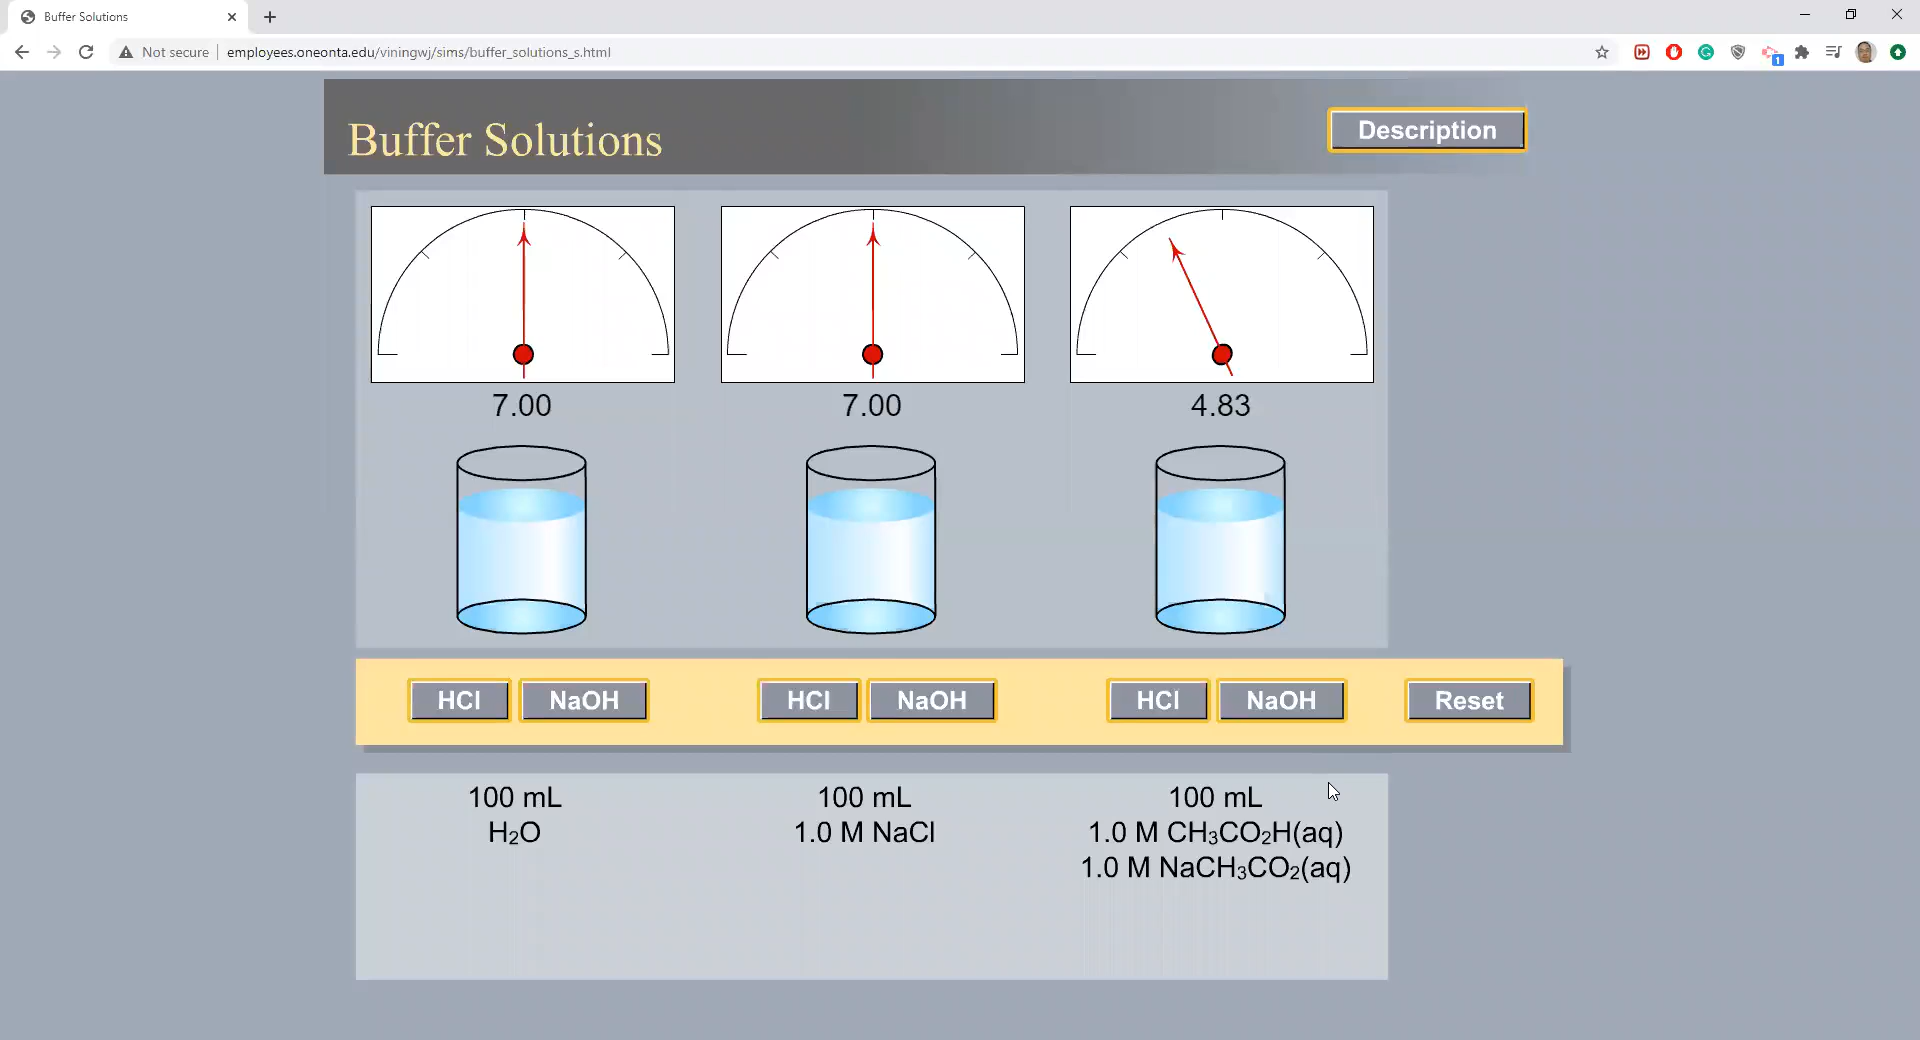 Buffer Solutions
Not secure employees.oneonta.edu/viningwj/sims/buffer_solutions_s.html
1
Buffer Solutions
Description
7.00 7.00 4.83
HCl NaOH HCl NaOH HCl NaOH Reset
100 mL 100 mL 100 mL
H₂O 1.0 M NaCl 1.0 M CH₃CO₂H(aq)
1.0 M NaCH₃CO₂(aq)